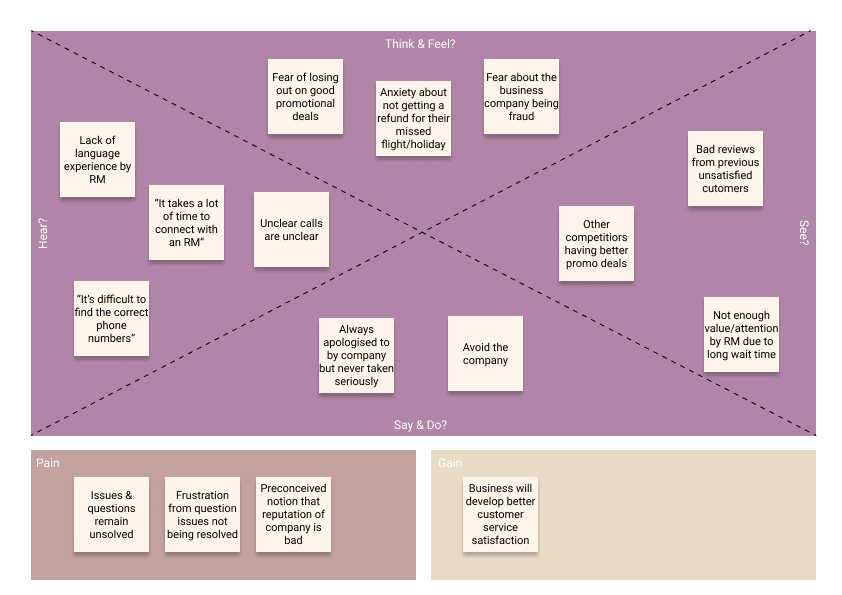 Think & Feel?
Fear of losing
out on good
promotional
deals
Anxiety about
not getting a
refund for their
missed
flight/holiday
Fear about the
business
company being
fraud
Hear?
Lack of
language
experience by
RM
“It takes a lot
of time to
connect with
an RM”
Unclear calls
are unclear
“It’s difficult to
find the correct
phone
numbers”
See?
Bad reviews
from previous
unsatisfied
cutomers
Other
competitiors
having better
promo deals
Not enough
value/attention
by RM due to
long wait time
Always
apologised to
by company
but never taken
seriously
Avoid the
company
Say & Do?
Pain
Issues &
questions
remain
unsolved
Frustration
from question
issues not
being resolved
Preconceived
notion that
reputation of
company is
bad
Gain
Business will
develop better
customer
service
satisfaction